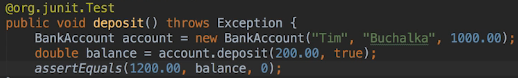 @org.junit.Test
public void deposit() throws Exception {
    BankAccount account = new BankAccount("Tim", "Buchalka", 1000.00);
    double balance = account.deposit(200.00, true);
    assertEquals(1200.00, balance, 0);